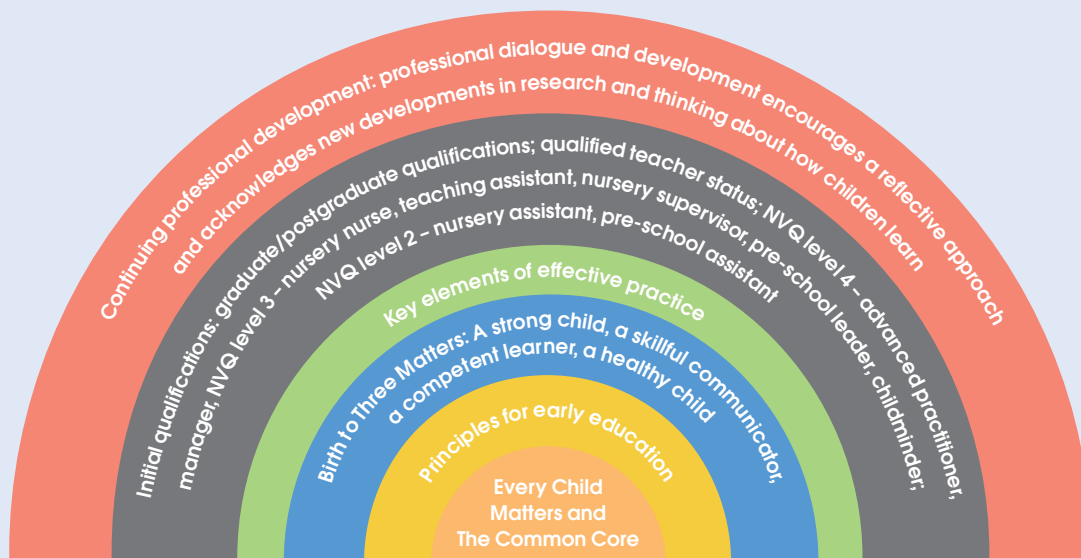 Continuing professional development: professional dialogue and development encourages a reflective approach
and acknowledges new developments in research and thinking about how children learn
Initial qualifications: graduate/postgraduate qualifications; qualified teacher status; NVQ level 4 – advanced practitioner,
manager, NVQ level 3 – nursery nurse, teaching assistant, nursery supervisor, pre-school leader, childminder;
NVQ level 2 – nursery assistant, pre-school assistant
Key elements of effective practice
Birth to Three Matters: A strong child, a skillful communicator,
a competent learner, a healthy child
Principles for early education
Every Child
Matters and
The Common Core